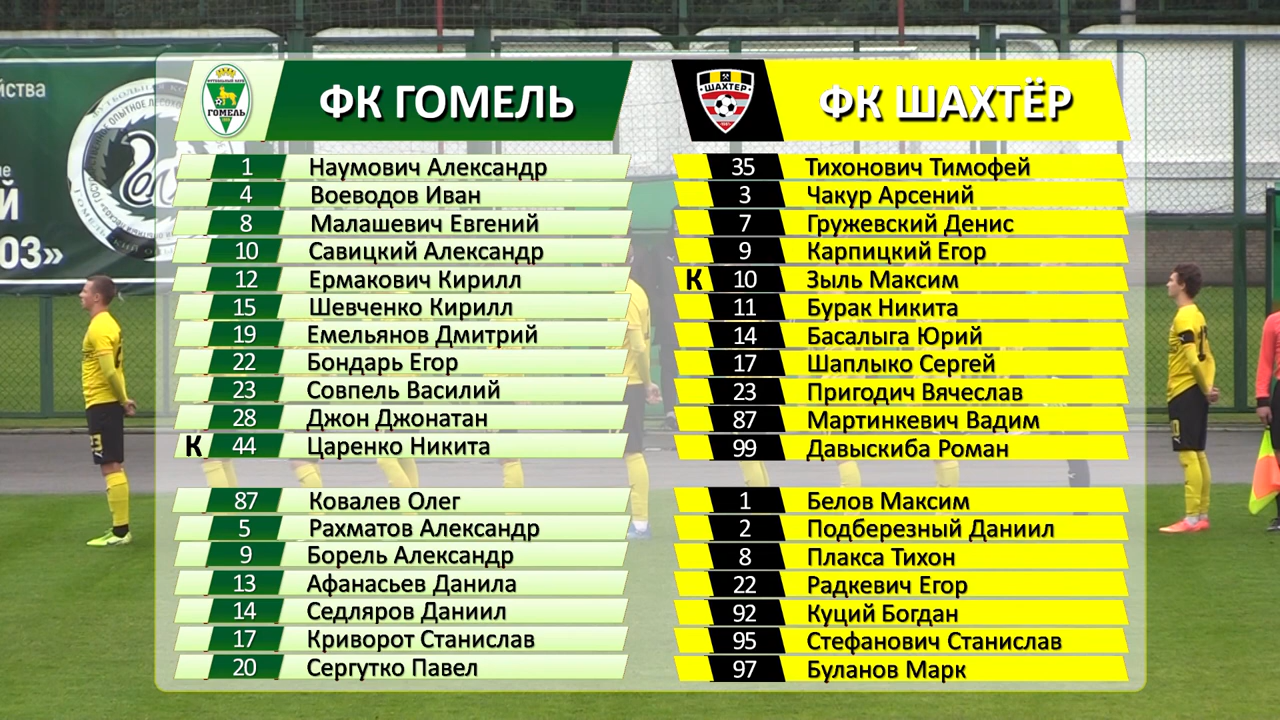 ФК ГОМЕЛЬ
1 Наумович Александр
4 Воеводов Иван
8 Малашевич Евгений
10 Савицкий Александр
12 Ермакович Кирилл
15 Шевченко Кирилл
19 Емельянов Дмитрий
22 Бондарь Егор
23 Совпель Василий
28 Джон Джонатан
К 44 Царенко Никита
87 Ковалев Олег
5 Рахматов Александр
9 Борель Александр
13 Афанасьев Данила
14 Седляров Даниил
17 Криворот Станислав
20 Сергутко Павел
ФК ШАХТЁР
35 Тихонович Тимофей
3 Чакур Арсений
7 Гружевский Денис
9 Карпицкий Егор
К 10 Зыль Максим
11 Бурак Никита
14 Басалыга Юрий
17 Шаплыко Сергей
23 Пригодич Вячеслав
87 Мартинкевич Вадим
99 Давыскиба Роман
1 Белов Максим
2 Подберезный Даниил
8 Плакса Тихон
22 Радкевич Егор
92 Куций Богдан
95 Стефанович Станислав
97 Буланов Марк
ГОМЕЛЬ
ШАХТЕР